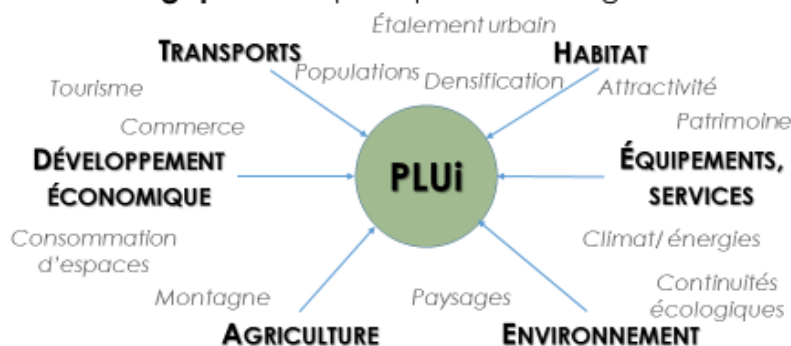 Étalement urbain
TRANSPORTS
HABITAT
Populations
Densification
Tourisme
Attractivité
Commerce
Patrimoine
DÉVELOPPEMENT
ÉCONOMIQUE
PLUi
ÉQUIPEMENTS,
SERVICES
Consommation
d'espaces
Climat/énergies
Montagne
Paysages
Continuités
écologiques
AGRICULTURE
ENVIRONNEMENT